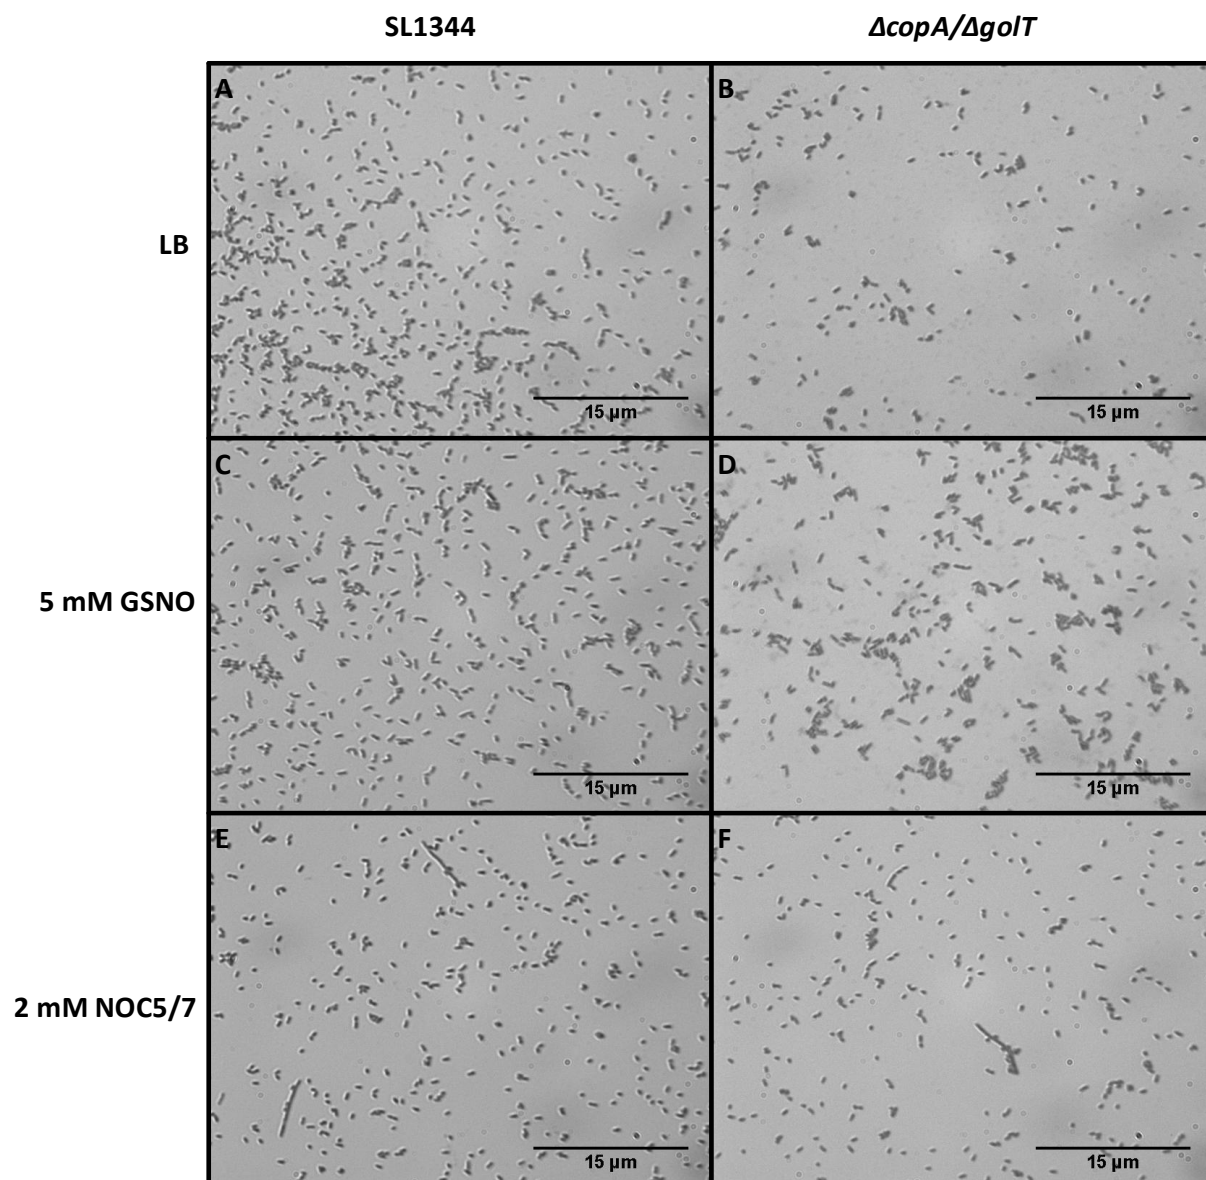 SL1344
ΔcopA/ΔgolT
A
B
LB
15 µm
15 µm
C
D
5 mM GSNO
15 µm
15 µm
E
F
2 mM NOC5/7
15 µm
15 µm